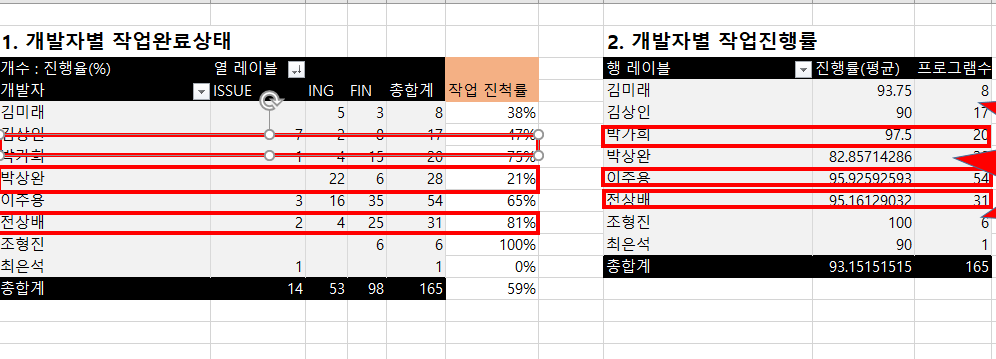 1. 개발자별 작업완료상태
개수 : 진행율(%) 열 레이블
개발자 ISSUE ING FIN 총합계 작업 진척률
김미래 5 3 8 38%
김상인 7 2 8 17 47%
박가희 1 4 15 20 75%
박상완 22 6 28 21%
이주용 3 16 35 54 65%
전상배 2 4 25 31 81%
조형진 6 6 100%
최은석 1 1 0%
총합계 14 53 98 165 59%
2. 개발자별 작업진행률
행 레이블 진행률(평균) 프로그램수
김미래 93.75 8
김상인 90 17
박가희 97.5 20
박상완 82.85714286
이주용 95.92592593 54
전상배 95.16129032 31
조형진 100 6
최은석 90 1
총합계 93.15151515 165